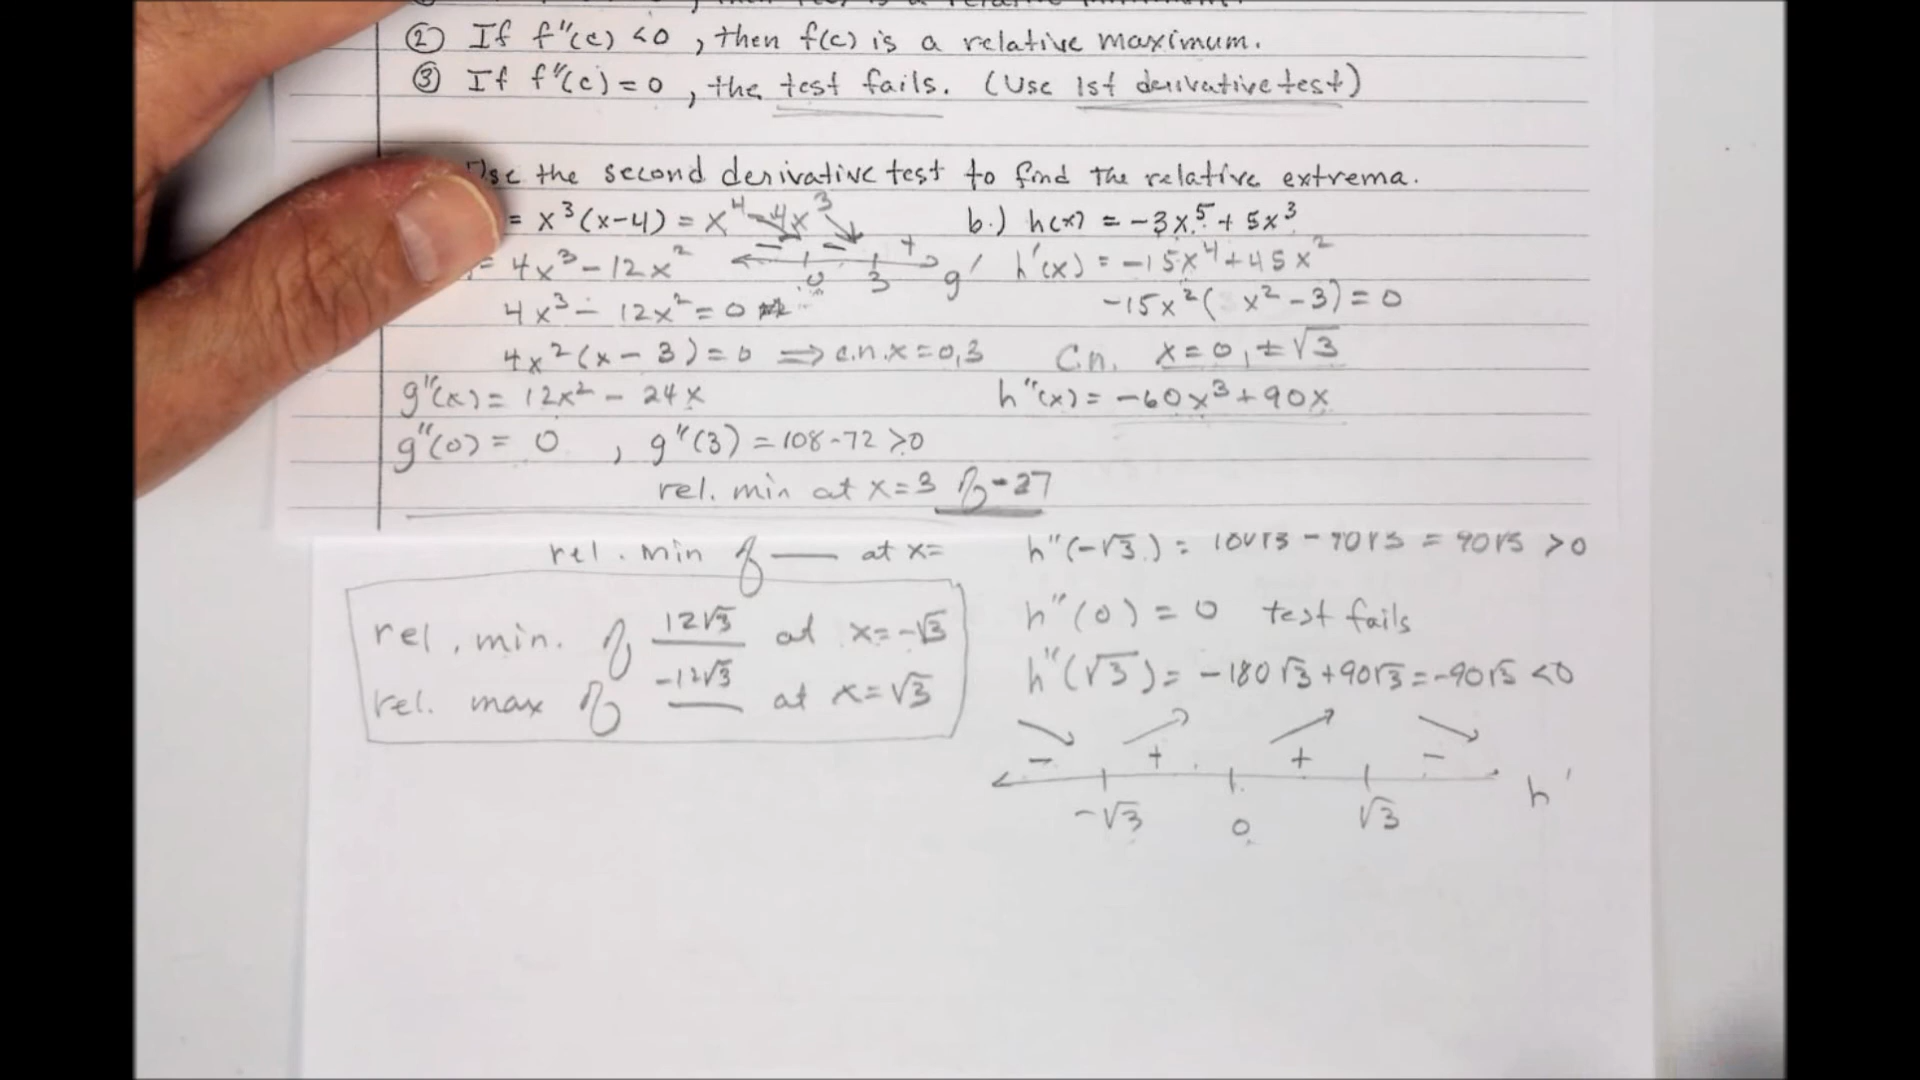 ② If f''(c) <0, then f(c) is a relative maximum.
③ If f''(c) = 0, the test fails. (Use 1st derivative test)
Use the second derivative test to find the relative extrema.
= x³(x-4) = x⁴ - 4x³
= 4x³ - 12x²
- - +
0 3 g'
4x³ - 12x² = 0
4x²(x - 3) = 0 ⟹ c.n. x = 0, 3
g''(x) = 12x² - 24x
g''(0) = 0, g''(3) = 108-72 >0
rel. min at x=3 of -27
b.) h(x) = -3x⁵ + 5x³
h'(x) = -15x⁴ + 45x²
-15x²( x² - 3) = 0
C.n. x = 0, ±√3
h''(x) = -60x³ + 90x
rel. min of ___ at x=
rel. min. of 12√3 at x=-√3
rel. max of -12√3 at x=√3
h''(-√3) = 180√3 - 90√3 = 90√3 >0
h''(0) = 0 test fails
h''(√3) = -180√3 + 90√3 = -90√3 <0
- + + -
-√3 0 √3 h'